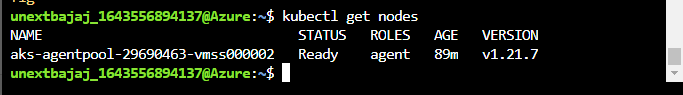 unextbajaj_1643556894137@Azure:~$ kubectl get nodes
NAME STATUS ROLES AGE VERSION
aks-agentpool-29690463-vmss000002 Ready agent 89m v1.21.7
unextbajaj_1643556894137@Azure:~$